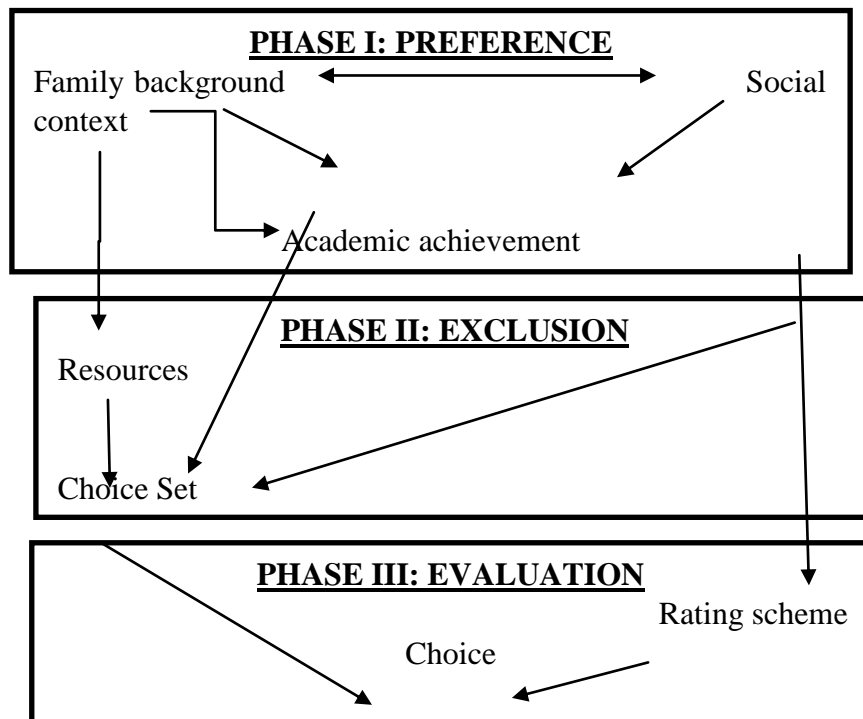 PHASE I: PREFERENCE
Family background Social
context
Academic achievement
PHASE II: EXCLUSION
Resources
Choice Set
PHASE III: EVALUATION
Rating scheme
Choice